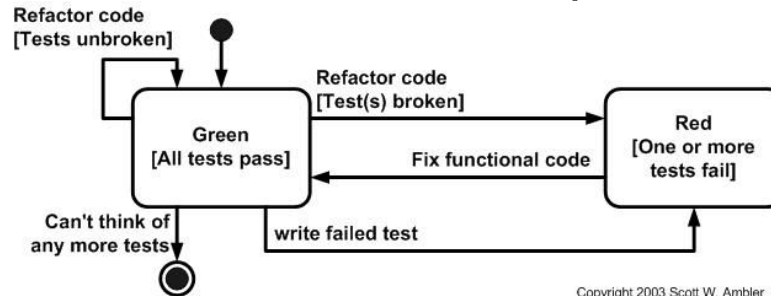 Refactor code
[Tests unbroken]
Refactor code
[Test(s) broken]
Green
[All tests pass]
Red
[One or more
tests fail]
Fix functional code
Can't think of
any more tests
write failed test
Copyright 2003 Scott W. Ambler